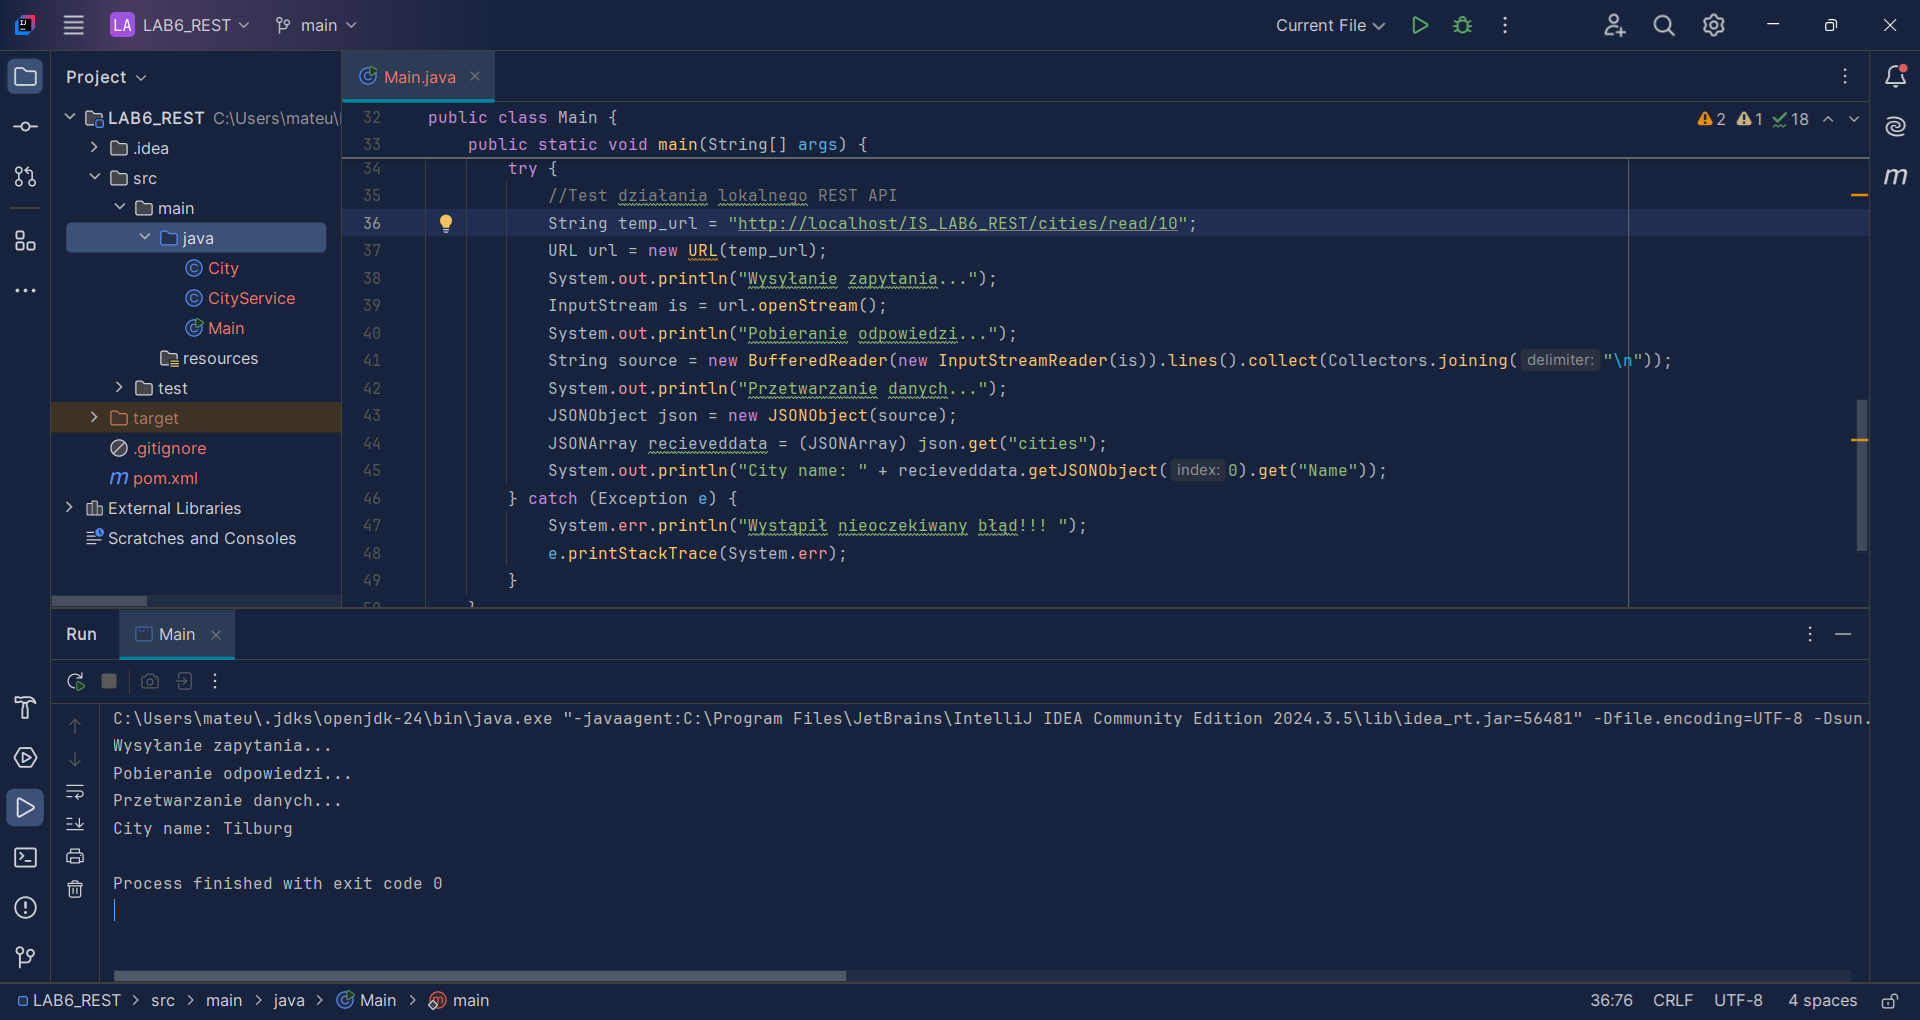 LA LAB6_REST main Current File
Project
Main.java
LAB6_REST C:\Users\mateu\
.idea
src
main
java
City
CityService
Main
resources
test
target
.gitignore
pom.xml
External Libraries
Scratches and Consoles
2 1 18
32 public class Main {
33 public static void main(String[] args) {
34 try {
35 //Test działania lokalnego REST API
36 String temp_url = "http://localhost/IS_LAB6_REST/cities/read/10";
37 URL url = new URL(temp_url);
38 System.out.println("Wysyłanie zapytania...");
39 InputStream is = url.openStream();
40 System.out.println("Pobieranie odpowiedzi...");
41 String source = new BufferedReader(new InputStreamReader(is)).lines().collect(Collectors.joining( delimiter: "\n"));
42 System.out.println("Przetwarzanie danych...");
43 JSONObject json = new JSONObject(source);
44 JSONArray recieveddata = (JSONArray) json.get("cities");
45 System.out.println("City name: " + recieveddata.getJSONObject( index: 0).get("Name"));
46 } catch (Exception e) {
47 System.err.println("Wystąpił nieoczekiwany błąd!!! ");
48 e.printStackTrace(System.err);
49 }
50 }
Run Main
C:\Users\mateu\.jdks\openjdk-24\bin\java.exe "-javaagent:C:\Program Files\JetBrains\IntelliJ IDEA Community Edition 2024.3.5\lib\idea_rt.jar=56481" -Dfile.encoding=UTF-8 -Dsun.
Wysyłanie zapytania...
Pobieranie odpowiedzi...
Przetwarzanie danych...
City name: Tilburg
Process finished with exit code 0
LAB6_REST > src > main > java > Main > main 36:76 CRLF UTF-8 4 spaces